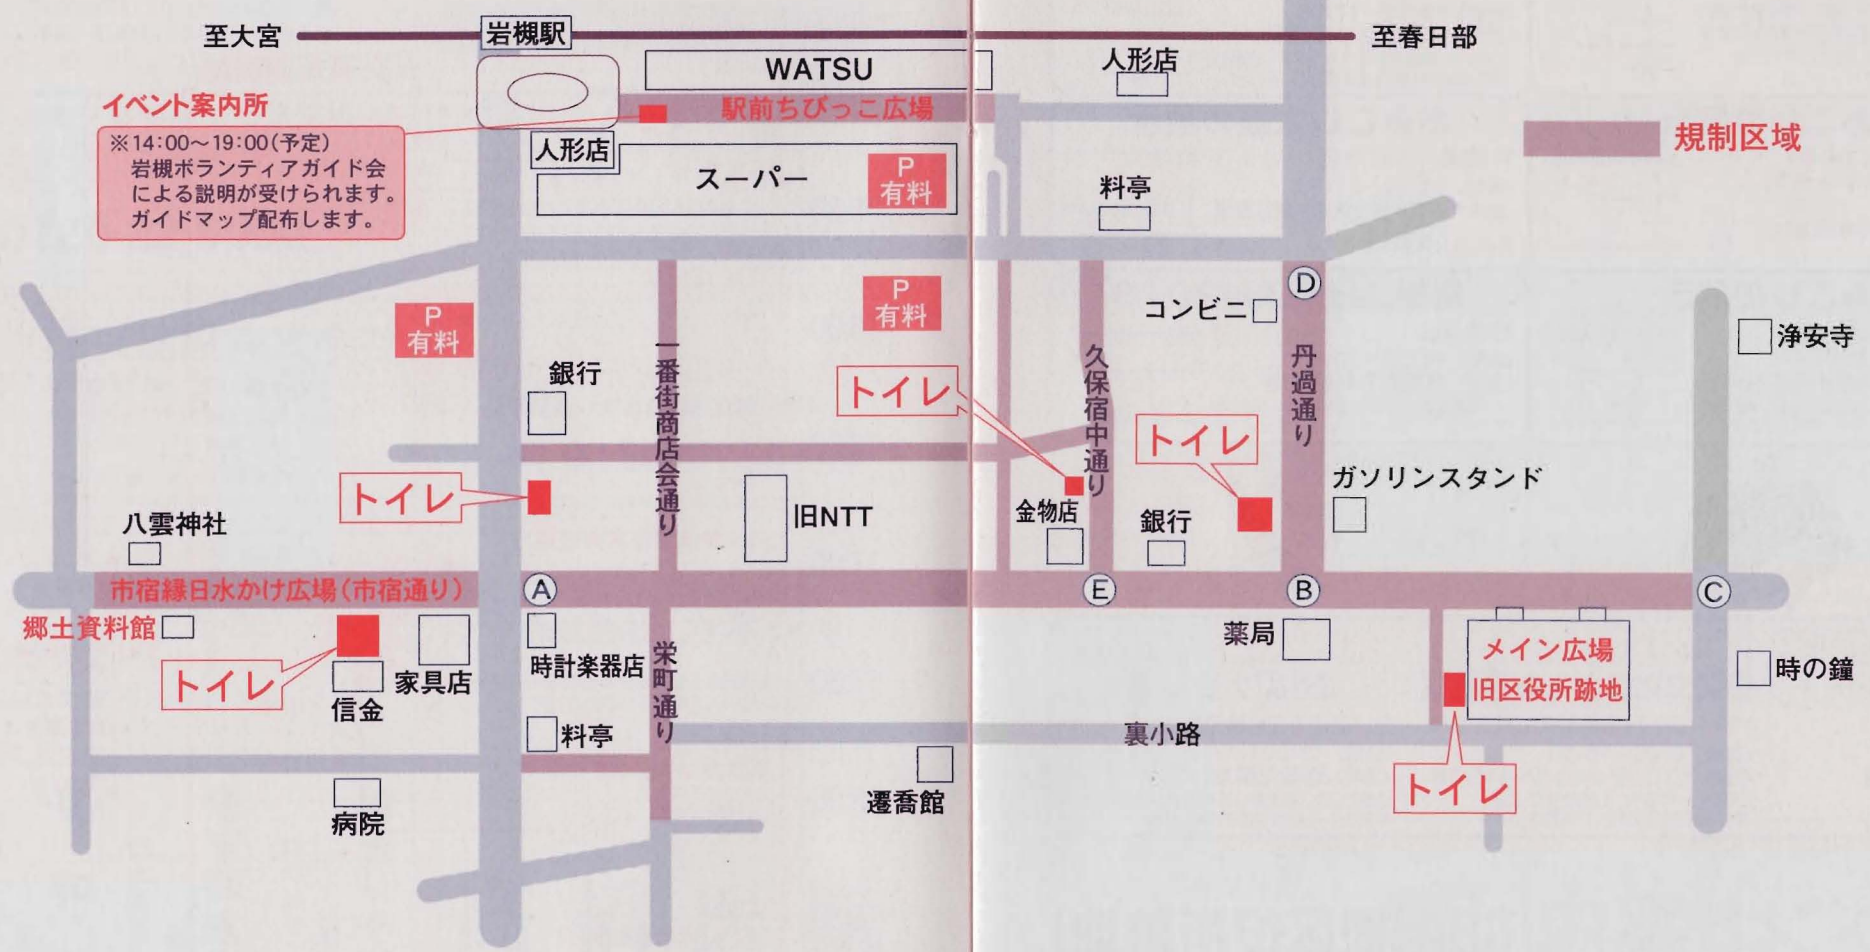 至大宮
岩槻駅
至春日部
WATSU
人形店
イベント案内所
駅前ちびっこ広場
※14:00〜19:00(予定)
岩槻ボランティアガイド会
による説明が受けられます。
ガイドマップ配布します。
規制区域
人形店
スーパー
P
有料
料亭
P
有料
P
有料
D
コンビニ
浄安寺
銀行
一番街商店会通り
トイレ
久保宿中通り
丹過通り
トイレ
トイレ
旧NTT
金物店
銀行
ガソリンスタンド
八雲神社
市宿縁日水かけ広場(市宿通り)
A
E
B
C
郷土資料館
トイレ
信金
家具店
時計楽器店
栄町通り
薬局
メイン広場
旧区役所跡地
時の鐘
料亭
裏小路
トイレ
遷喬館
病院